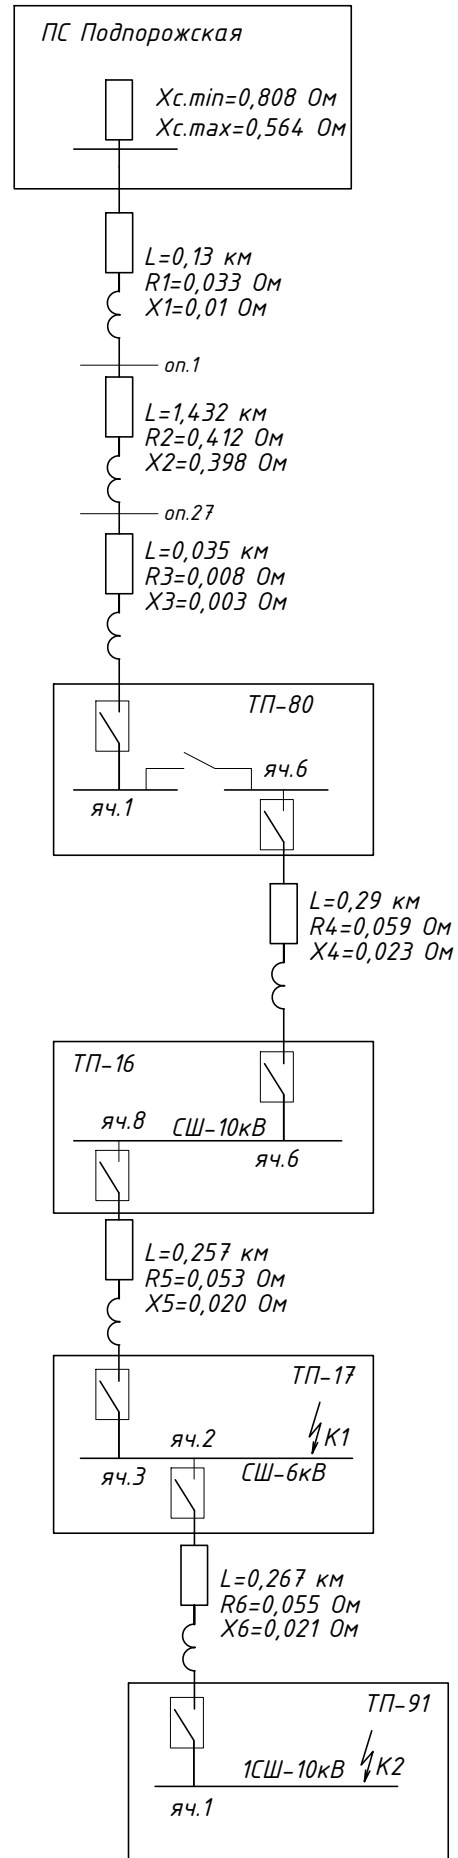 ПС Подпорожская
Xc.min=0,808 Ом
Xc.max=0,564 Ом
L=0,13 км
R1=0,033 Ом
X1=0,01 Ом
оп.1
L=1,432 км
R2=0,412 Ом
X2=0,398 Ом
оп.27
L=0,035 км
R3=0,008 Ом
X3=0,003 Ом
ТП-80
яч.6
яч.1
L=0,29 км
R4=0,059 Ом
X4=0,023 Ом
ТП-16
яч.8
СШ-10кВ
яч.6
L=0,257 км
R5=0,053 Ом
X5=0,020 Ом
ТП-17
К1
яч.2
яч.3
СШ-6кВ
L=0,267 км
R6=0,055 Ом
X6=0,021 Ом
ТП-91
1СШ-10кВ
К2
яч.1